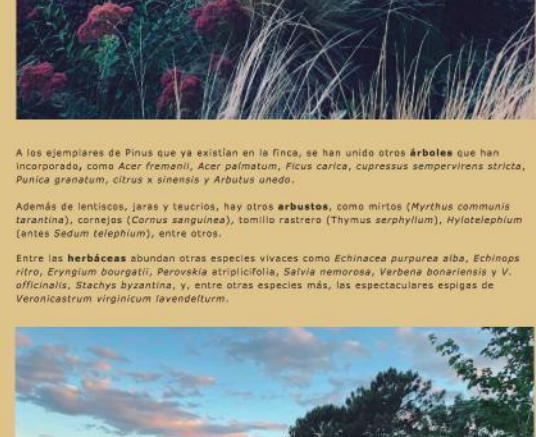 A los ejemplares de Pinus que ya existían en la finca, se han unido otros árboles que han
incorporado, como Acer fremanii, Acer palmatum, Ficus carica, cupressus sempervirens stricta,
Punica granatum, citrus x sinensis y Arbutus unedo.
Además de lentiscos, jaras y teucrios, hay otros arbustos, como mirtos (Myrthus communis
tarantina), cornejos (Cornus sanguinea), tomillo rastrero (Thymus serphyllum), Hylotelephium
(antes Sedum telephium), entre otros.
Entre las herbáceas abundan otras especies vivaces como Echinacea purpurea alba, Echinops
ritro, Eryngium bourgatii, Perovskia atriplicifolia, Salvia nemorosa, Verbena bonariensis y V.
officinalis, Stachys byzantina, y, entre otras especies más, las espectaculares espigas de
Veronicastrum virginicum lavendelturm.